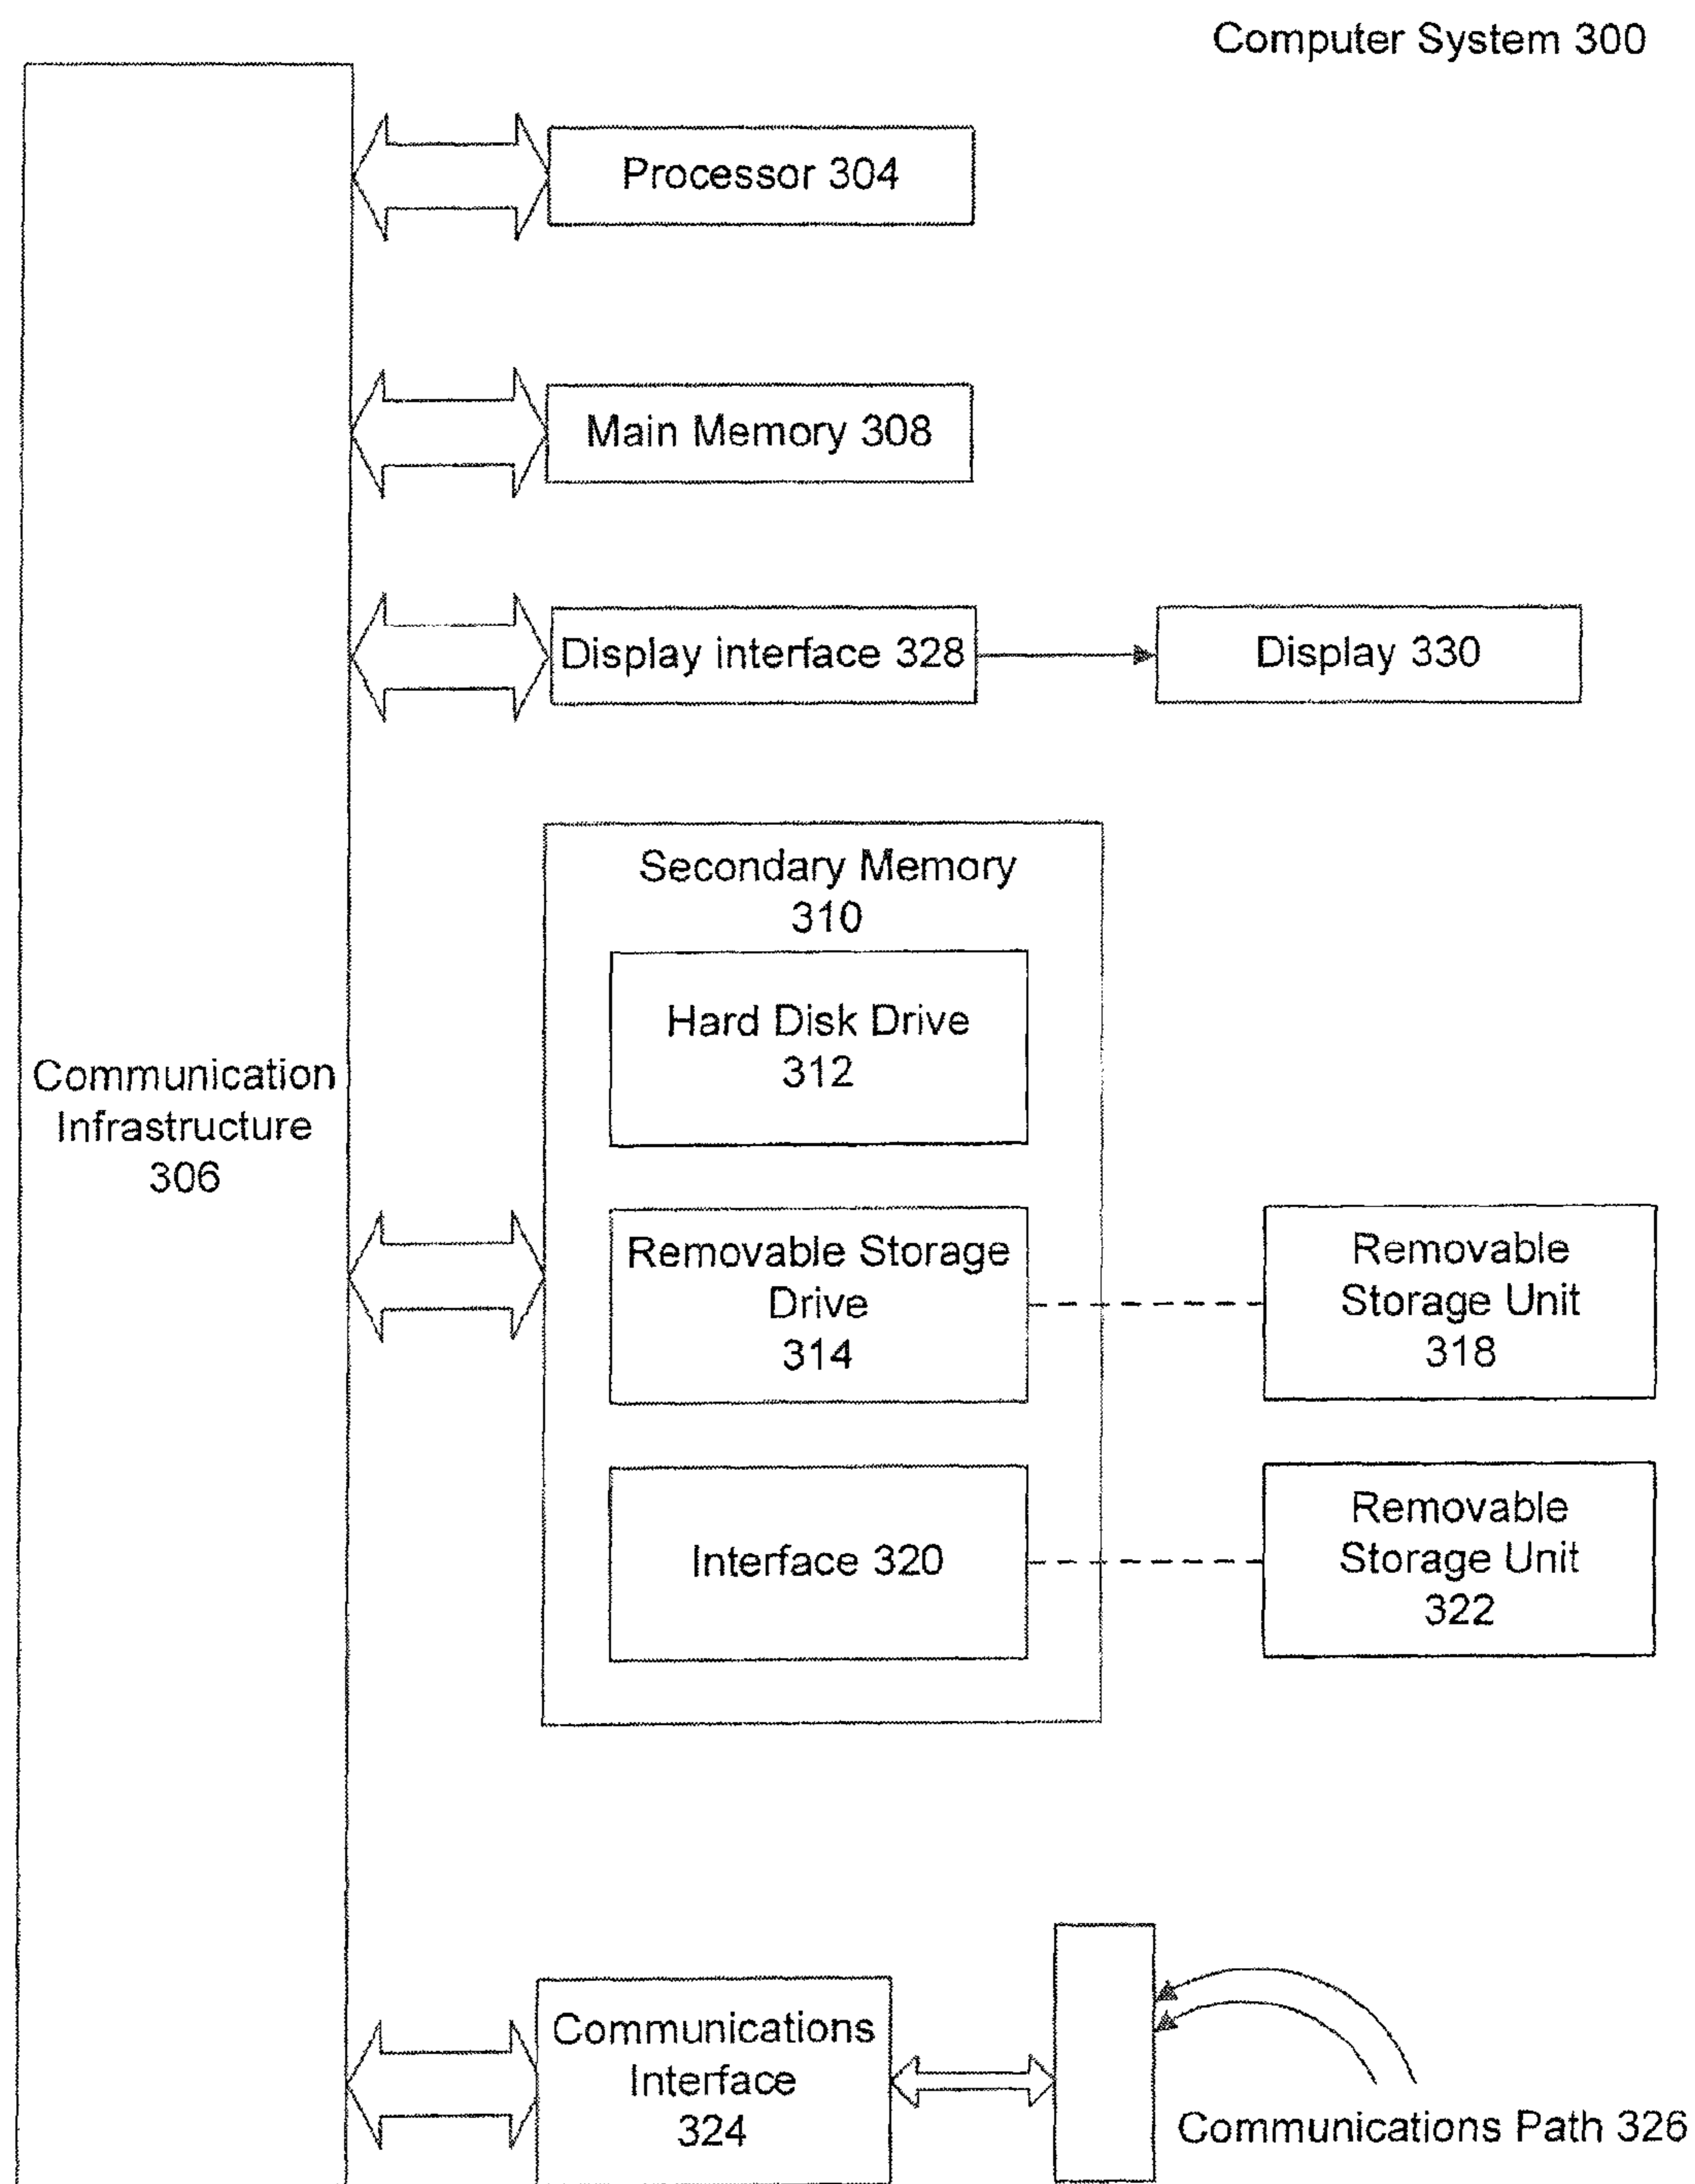 Computer System 300
Processor 304
Main Memory 308
Display interface 328
Display 330
Secondary Memory
310
Hard Disk Drive
312
Communication
Infrastructure
306
Removable Storage
Drive
314
Removable
Storage Unit
318
Interface 320
Removable
Storage Unit
322
Communications
Interface
324
Communications Path 326